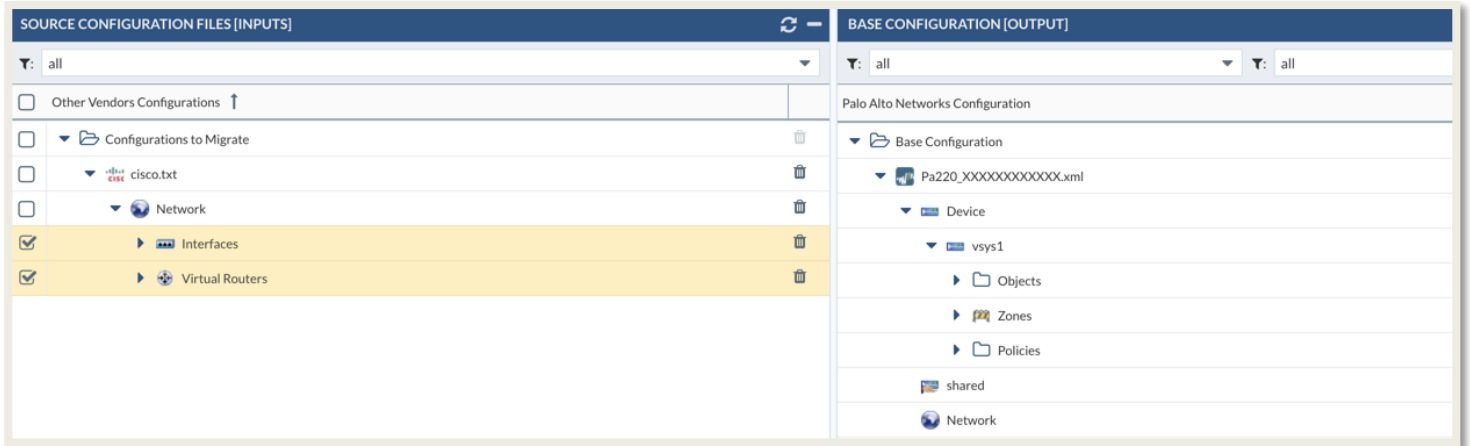 SOURCE CONFIGURATION FILES [INPUTS]
: all
Other Vendors Configurations ↑
Configurations to Migrate
cisco.txt
Network
Interfaces
Virtual Routers
BASE CONFIGURATION [OUTPUT]
: all
: all
Palo Alto Networks Configuration
Base Configuration
Pa220_XXXXXXXXXXXX.xml
Device
vsys1
Objects
Zones
Policies
shared
Network